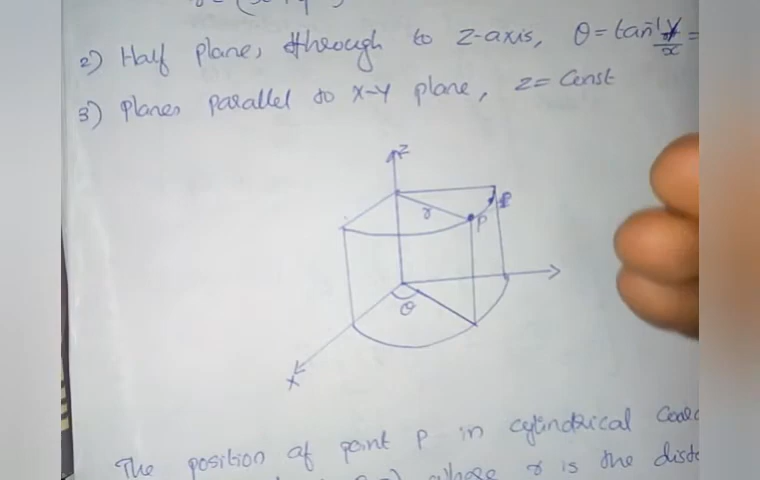 2) Half planes through to z-axis, θ = tan⁻¹ y/x =
3) Planes parallel to x-y plane, z = Const
z
r
P
P
θ
x
The position of point P in cylindrical
where r is the